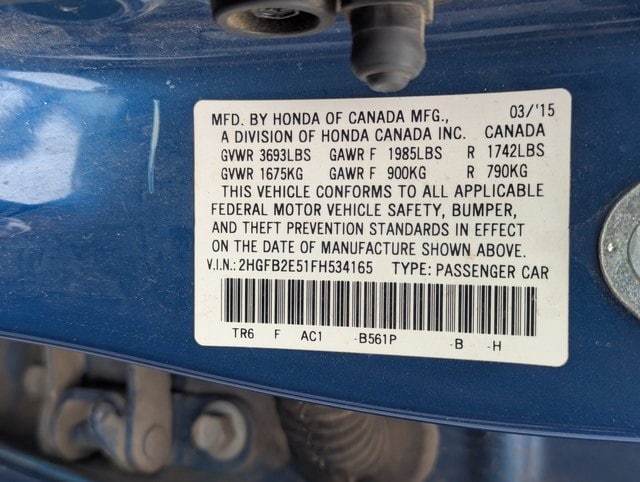 MFD. BY HONDA OF CANADA MFG., 03/'15
A DIVISION OF HONDA CANADA INC. CANADA
GVWR 3693LBS GAWR F 1985LBS R 1742LBS
GVWR 1675KG GAWR F 900KG R 790KG
THIS VEHICLE CONFORMS TO ALL APPLICABLE
FEDERAL MOTOR VEHICLE SAFETY, BUMPER,
AND THEFT PREVENTION STANDARDS IN EFFECT
ON THE DATE OF MANUFACTURE SHOWN ABOVE.
V.I.N.:2HGFB2E51FH534165 TYPE: PASSENGER CAR
TR6 F AC1 -B561P -B -H